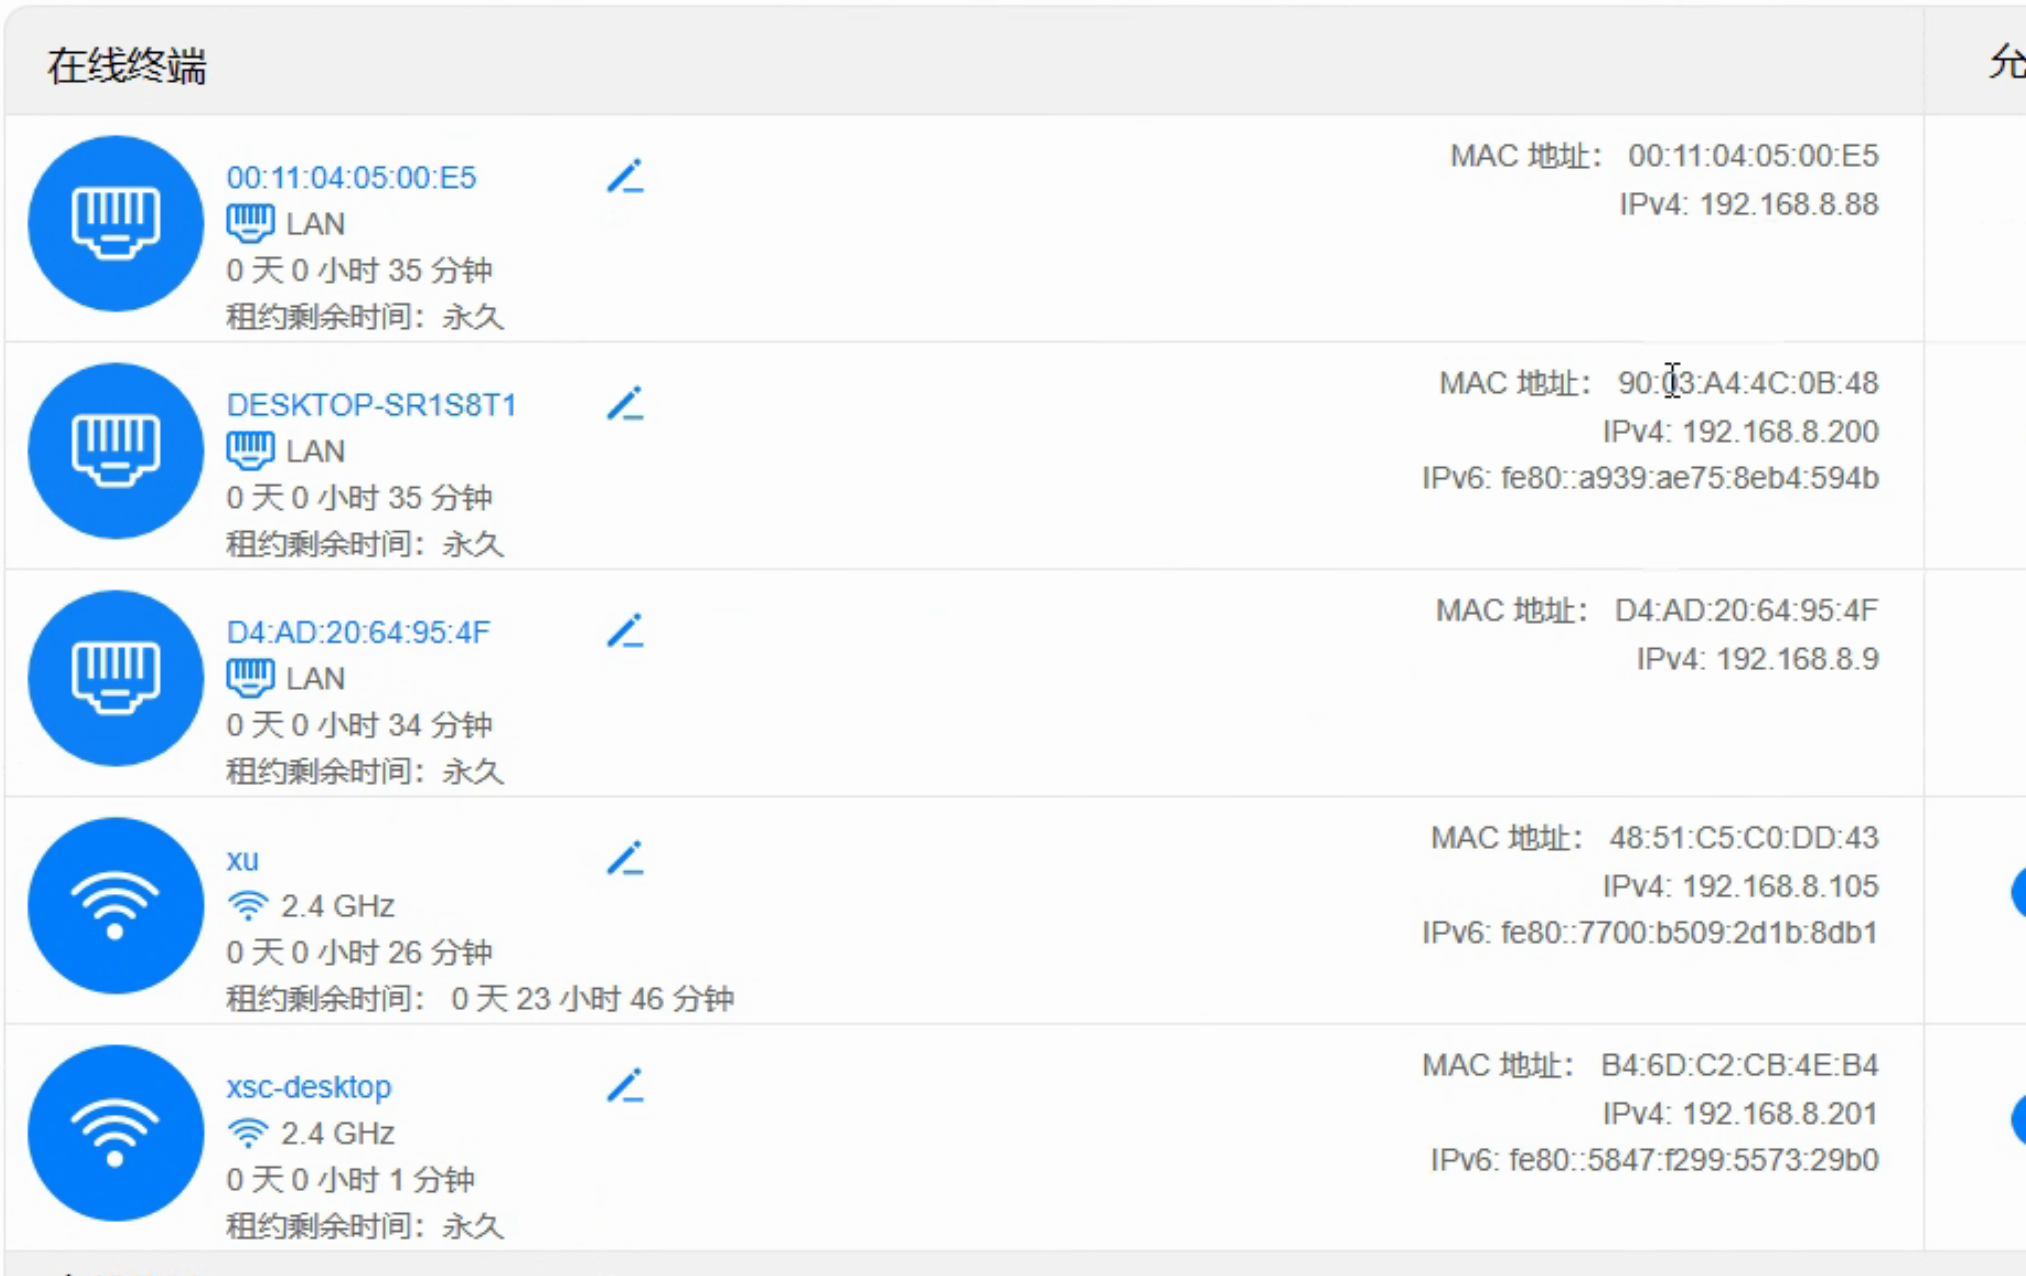 在线终端
允
00:11:04:05:00:E5
LAN
0 天 0 小时 35 分钟
租约剩余时间：永久
MAC 地址： 00:11:04:05:00:E5
IPv4: 192.168.8.88
DESKTOP-SR1S8T1
LAN
0 天 0 小时 35 分钟
租约剩余时间：永久
MAC 地址： 90:03:A4:4C:0B:48
IPv4: 192.168.8.200
IPv6: fe80::a939:ae75:8eb4:594b
D4:AD:20:64:95:4F
LAN
0 天 0 小时 34 分钟
租约剩余时间：永久
MAC 地址： D4:AD:20:64:95:4F
IPv4: 192.168.8.9
xu
2.4 GHz
0 天 0 小时 26 分钟
租约剩余时间： 0 天 23 小时 46 分钟
MAC 地址： 48:51:C5:C0:DD:43
IPv4: 192.168.8.105
IPv6: fe80::7700:b509:2d1b:8db1
xsc-desktop
2.4 GHz
0 天 0 小时 1 分钟
租约剩余时间：永久
MAC 地址： B4:6D:C2:CB:4E:B4
IPv4: 192.168.8.201
IPv6: fe80::5847:f299:5573:29b0